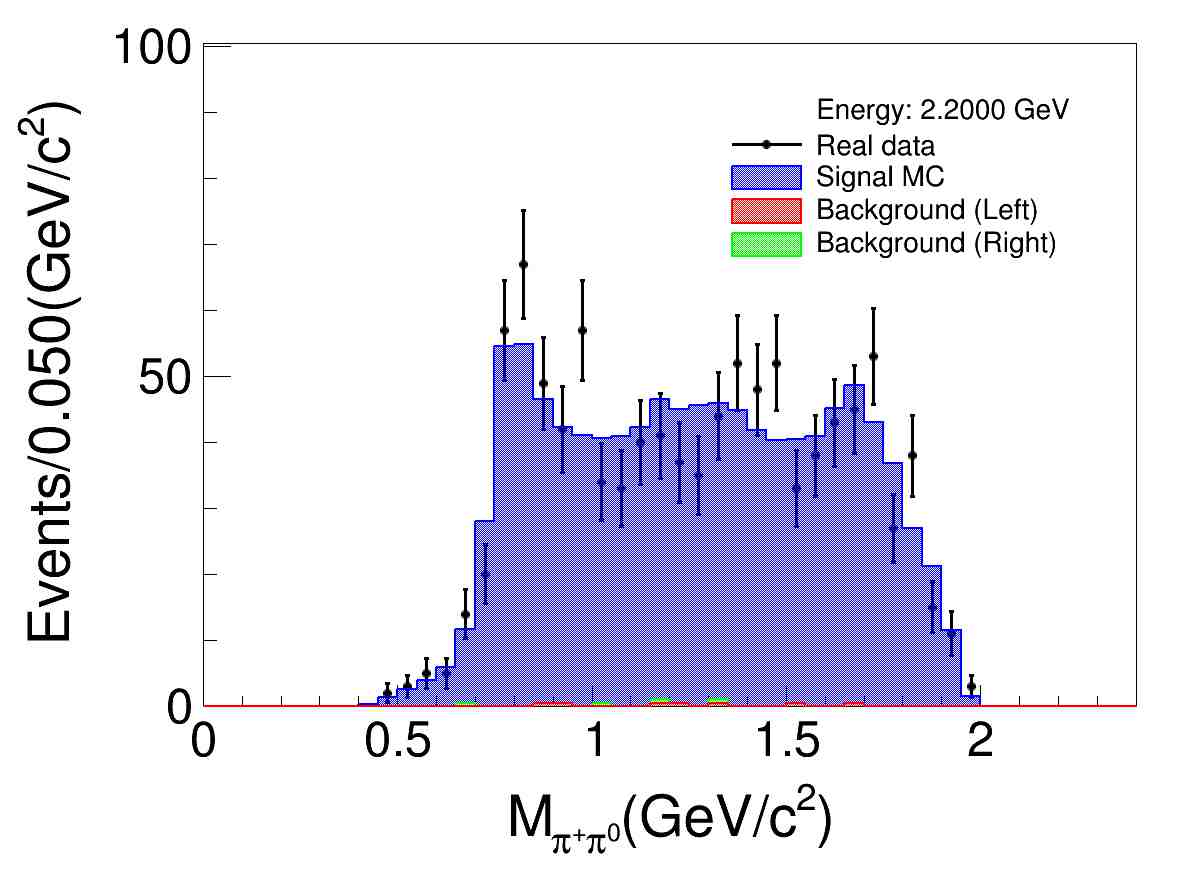 100
50
0
Events/0.050(GeV/c²)
Energy: 2.2000 GeV
Real data
Signal MC
Background (Left)
Background (Right)
0 0.5 1 1.5 2
Mπ⁺π⁰(GeV/c²)